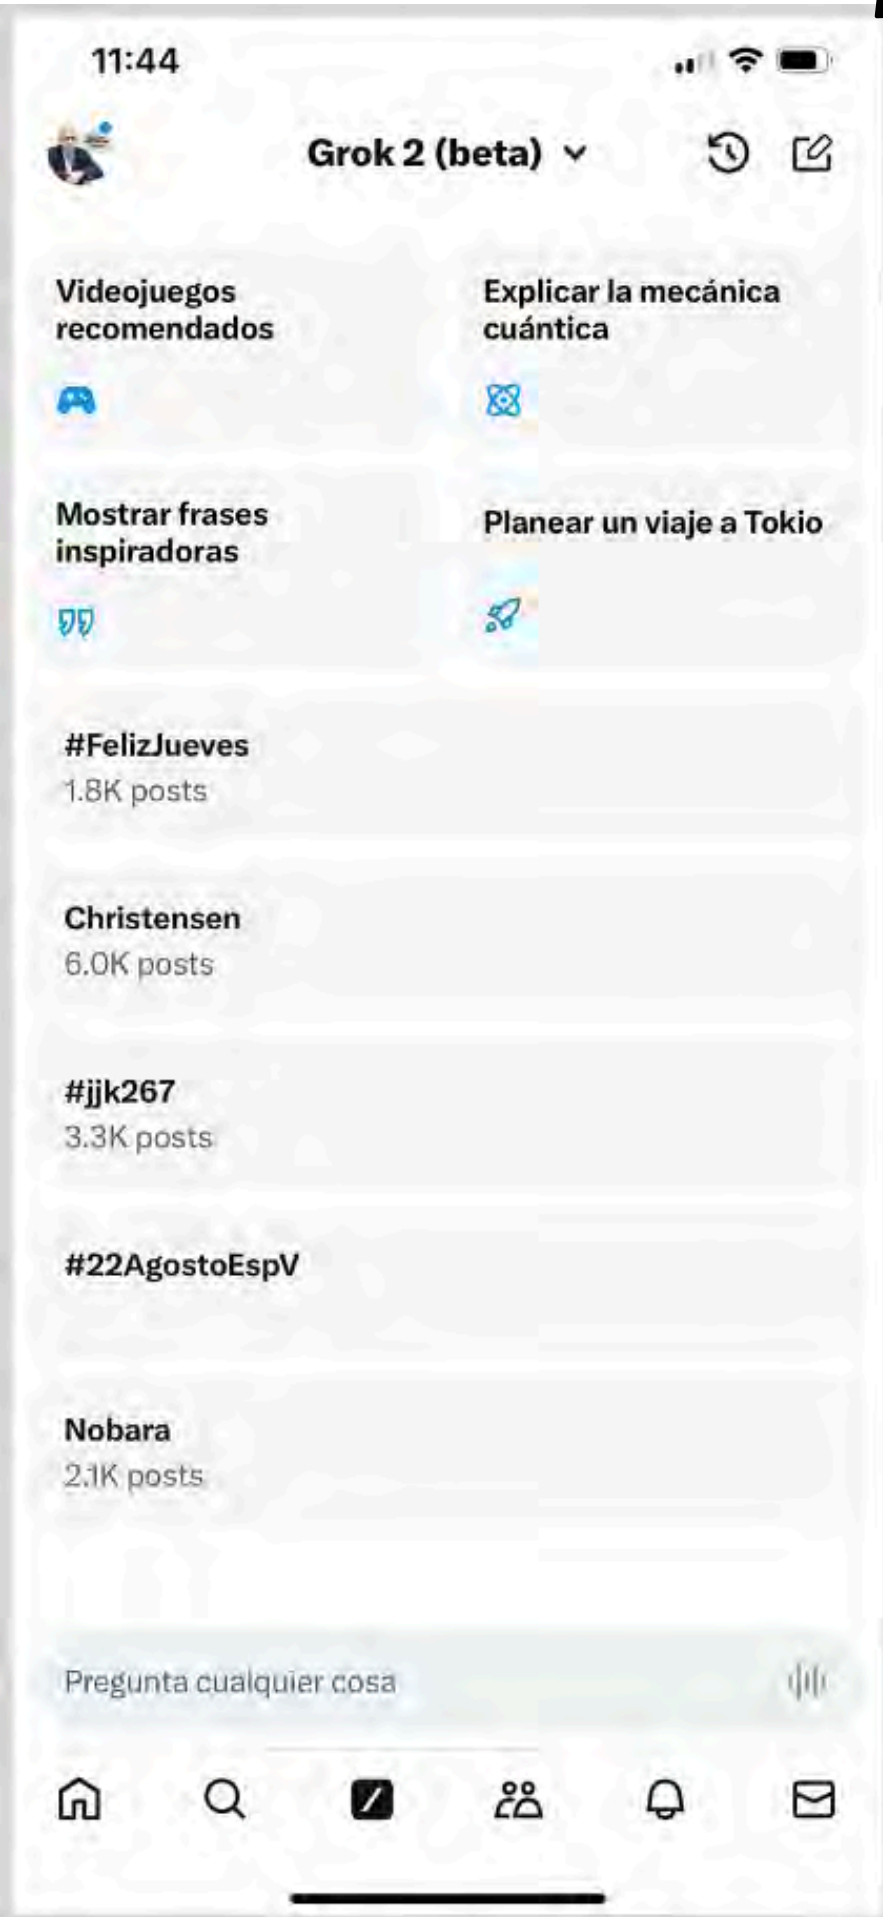 11:44
Grok 2 (beta)
Videojuegos
recomendados
Explicar la mecánica
cuántica
Mostrar frases
inspiradoras
Planear un viaje a Tokio
#FelizJueves
1.8K posts
Christensen
6.0K posts
#jjk267
3.3K posts
#22AgostoEspV
Nobara
2.1K posts
Pregunta cualquier cosa